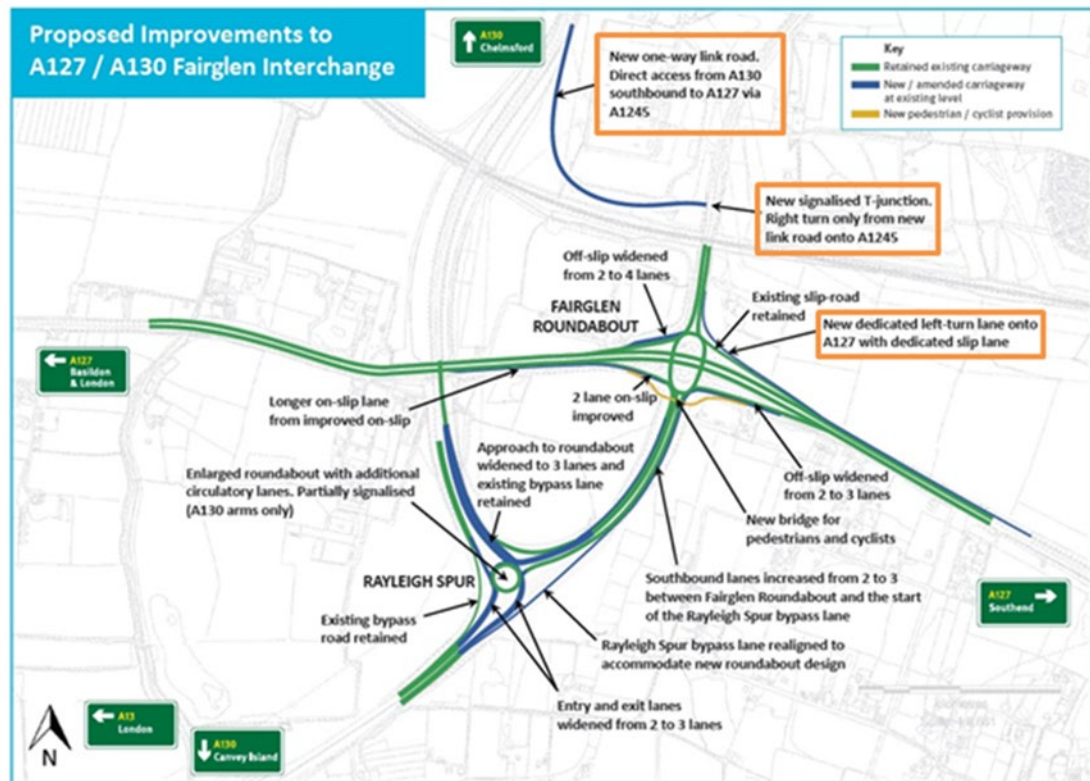 Proposed Improvements to
A127 / A130 Fairglen Interchange
A130
Chelmsford
New one-way link road.
Direct access from A130
southbound to A127 via
A1245
Key
Retained existing carriageway
New / amended carriageway
at existing level
New pedestrian / cyclist provision
New signalised T-junction.
Right turn only from new
link road onto A1245
Off-slip widened
from 2 to 4 lanes
FAIRGLEN
ROUNDABOUT
Existing slip-road
retained
New dedicated left-turn lane onto
A127 with dedicated slip lane
A127
Basildon
& London
Longer on-slip lane
from improved on-slip
2 lane on-slip
improved
Approach to roundabout
widened to 3 lanes and
existing bypass lane
retained
Enlarged roundabout with additional
circulatory lanes. Partially signalised
(A130 arms only)
Off-slip widened
from 2 to 3 lanes
New bridge for
pedestrians and cyclists
RAYLEIGH SPUR
Southbound lanes increased from 2 to 3
between Fairglen Roundabout and the start
of the Rayleigh Spur bypass lane
A127
Southend
Existing bypass
road retained
Rayleigh Spur bypass lane realigned to
accommodate new roundabout design
Entry and exit lanes
widened from 2 to 3 lanes
N
A13
London
A130
Canvey Island